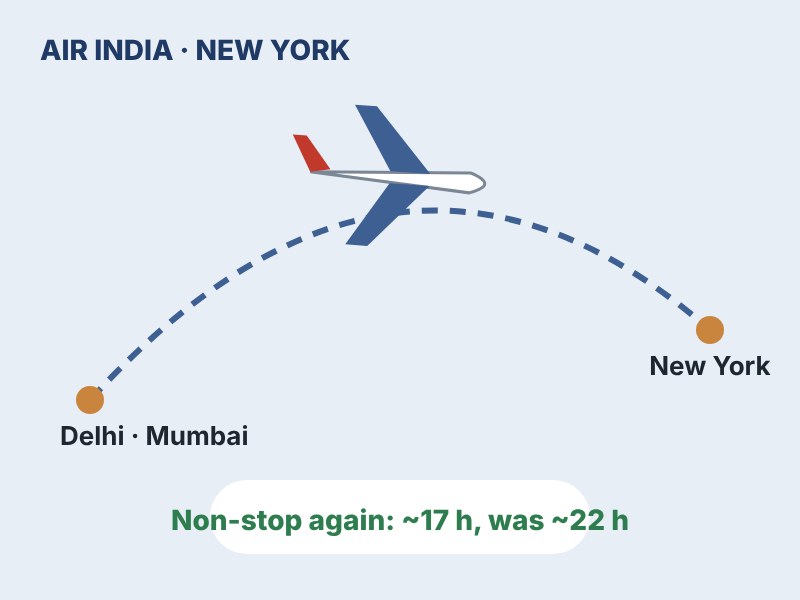 AIR INDIA · NEW YORK
New York
Delhi · Mumbai
Non-stop again: ~17 h, was ~22 h